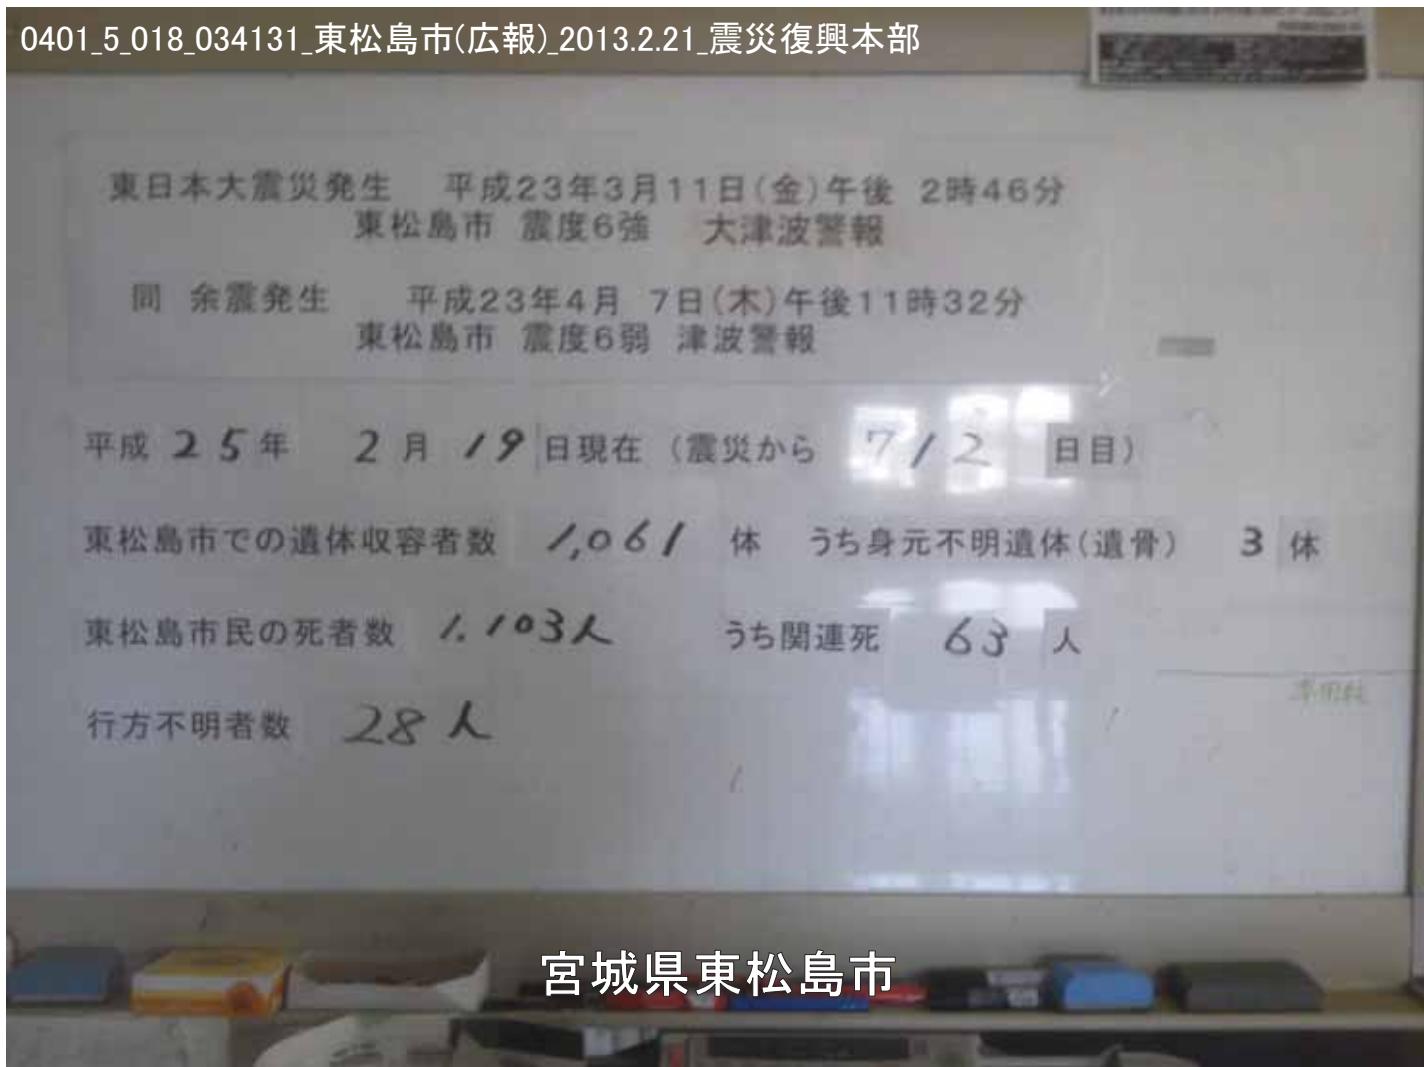 0401_5_018_034131_東松島市(広報)_2013.2.21_震災復興本部
東日本大震災発生 平成23年3月11日(金)午後 2時46分
東松島市 震度6強 大津波警報
同 余震発生 平成23年4月 7日(木)午後11時32分
東松島市 震度6弱 津波警報
平成 25年 2月 19日現在 (震災から 712 日目)
東松島市での遺体収容者数 1,061 体 うち身元不明遺体(遺骨) 3 体
東松島市民の死者数 1.103人 うち関連死 63 人
行方不明者数 28人
宮城県東松島市